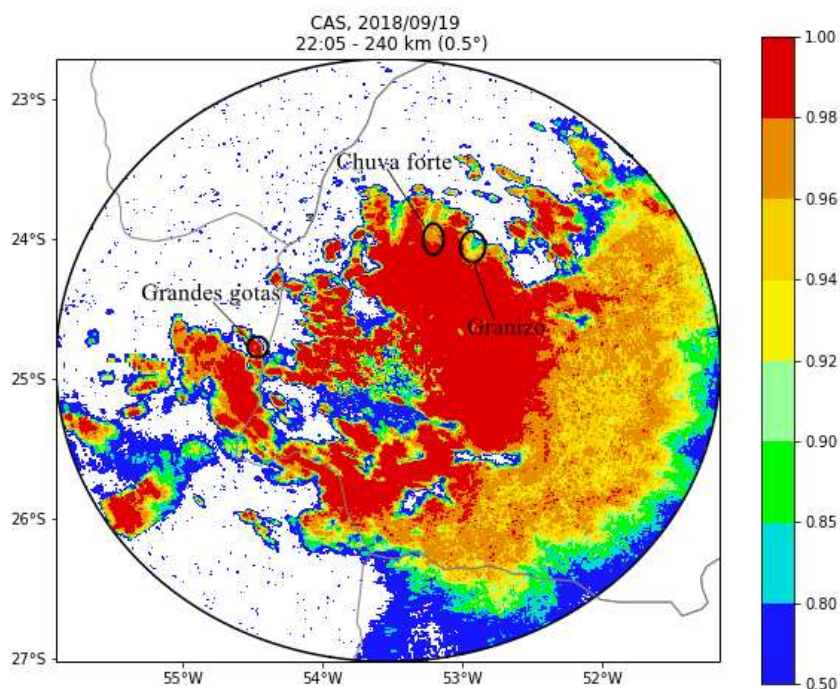 CAS, 2018/09/19
22:05 - 240 km (0.5°)
1.00
23°S
0.98
Chuva forte
0.96
24°S
0.94
Grandes gotas
Granizo
0.92
25°S
0.90
0.85
26°S
0.80
27°S
0.50
55°W
54°W
53°W
52°W